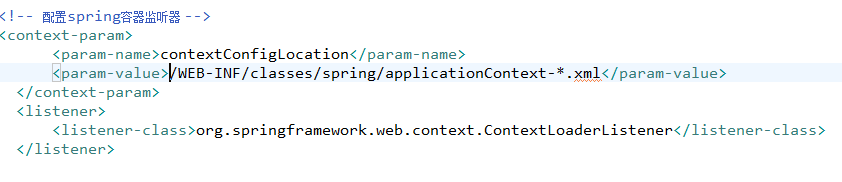 <!-- 配置spring容器监听器 -->
<context-param>
<param-name>contextConfigLocation</param-name>
<param-value>/WEB-INF/classes/spring/applicationContext-*.xml</param-value>
</context-param>
<listener>
<listener-class>org.springframework.web.context.ContextLoaderListener</listener-class>
</listener>